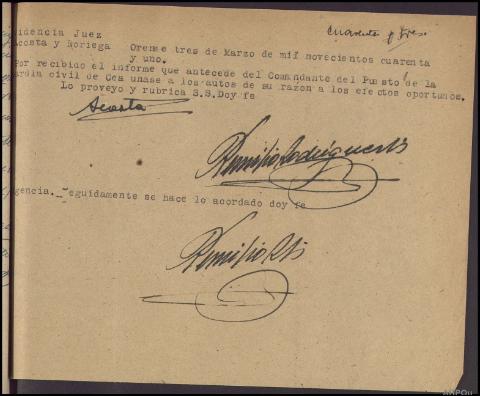 Cuarenta y tres
idencia Juez
Acosta y Noriega Orense tres de Marzo de mil novecientos cuarenta
y uno.
Por recibido el informe que antecede del Comandante del Puesto de la
ardia civil de Cea unase a los autos de su razon a los efectos oportunos.
Lo proveyo y rubrica S.S.Doy fe
Acosta
igencia._ eguidamente se hace lo acordado doy fe